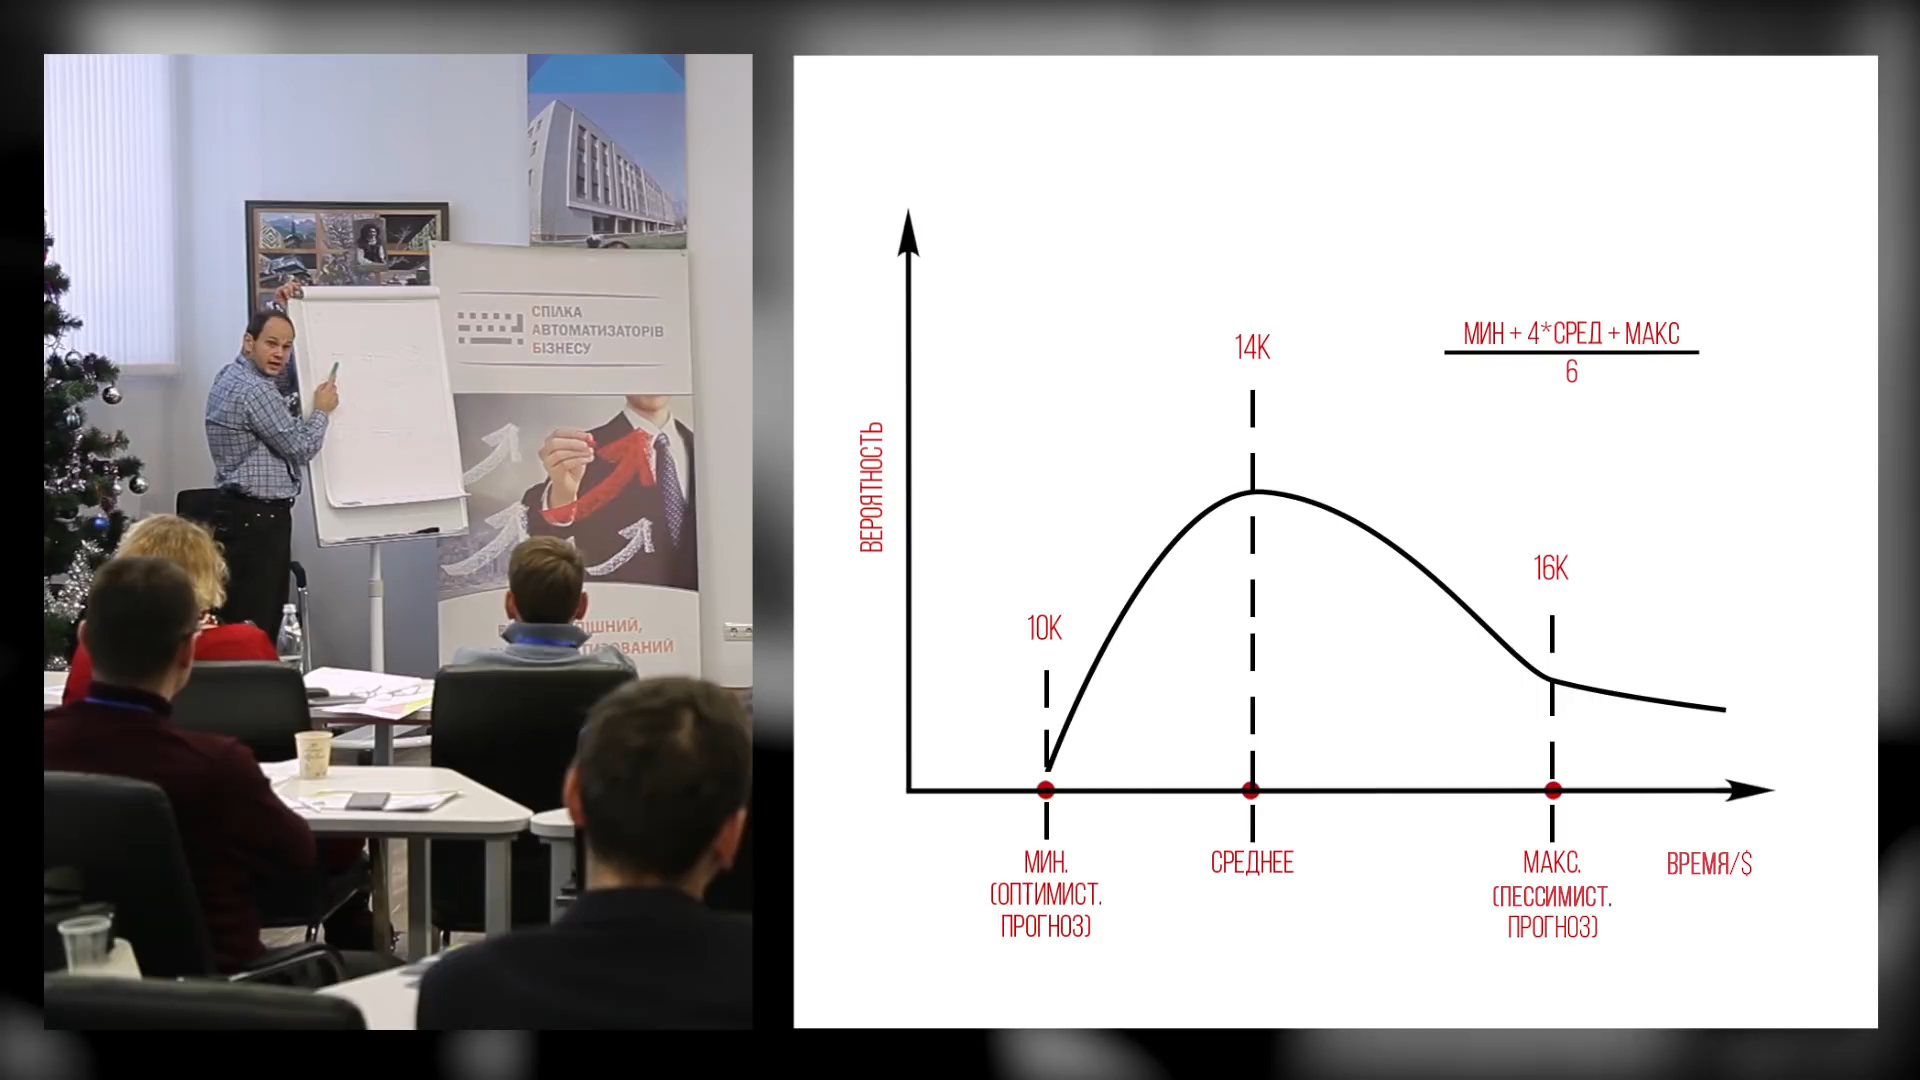 СПІЛКА
АВТОМАТИЗАТОРІВ
БІЗНЕСУ
МИН + 4*СРЕД + МАКС
6
14K
16K
10K
ВЕРОЯТНОСТЬ
МИН.
(ОПТИМИСТ.
ПРОГНОЗ)
СРЕДНЕЕ
МАКС.
(ПЕССИМИСТ.
ПРОГНОЗ)
ВРЕМЯ/$